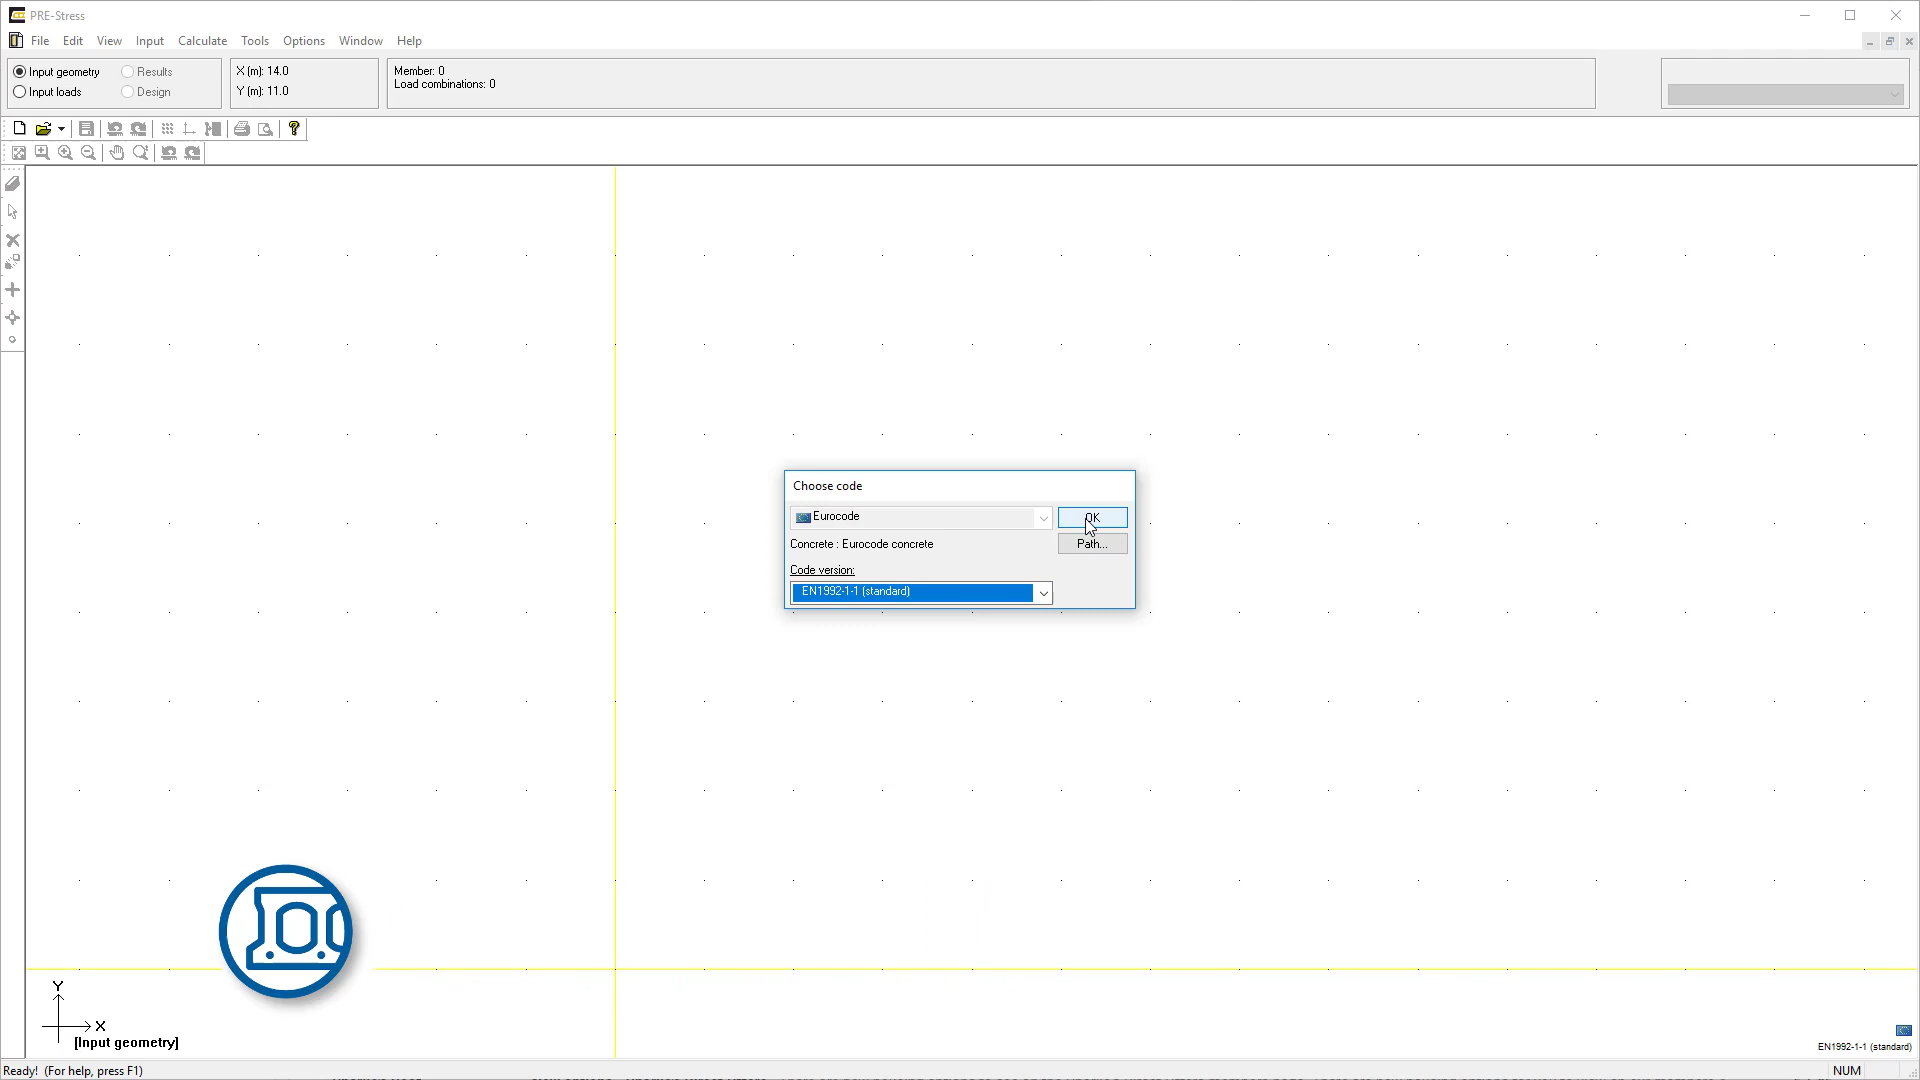 PRE-Stress
File Edit View Input Calculate Tools Options Window Help
Input geometry Results
Input loads Design
X (m): 14.0
Y (m): 11.0
Member: 0
Load combinations: 0
Choose code
Eurocode
OK
Concrete : Eurocode concrete
Path...
Code version:
EN1992-1-1 (standard)
Y
X
[Input geometry]
EN1992-1-1 (standard)
Ready! (For help, press F1)
NUM